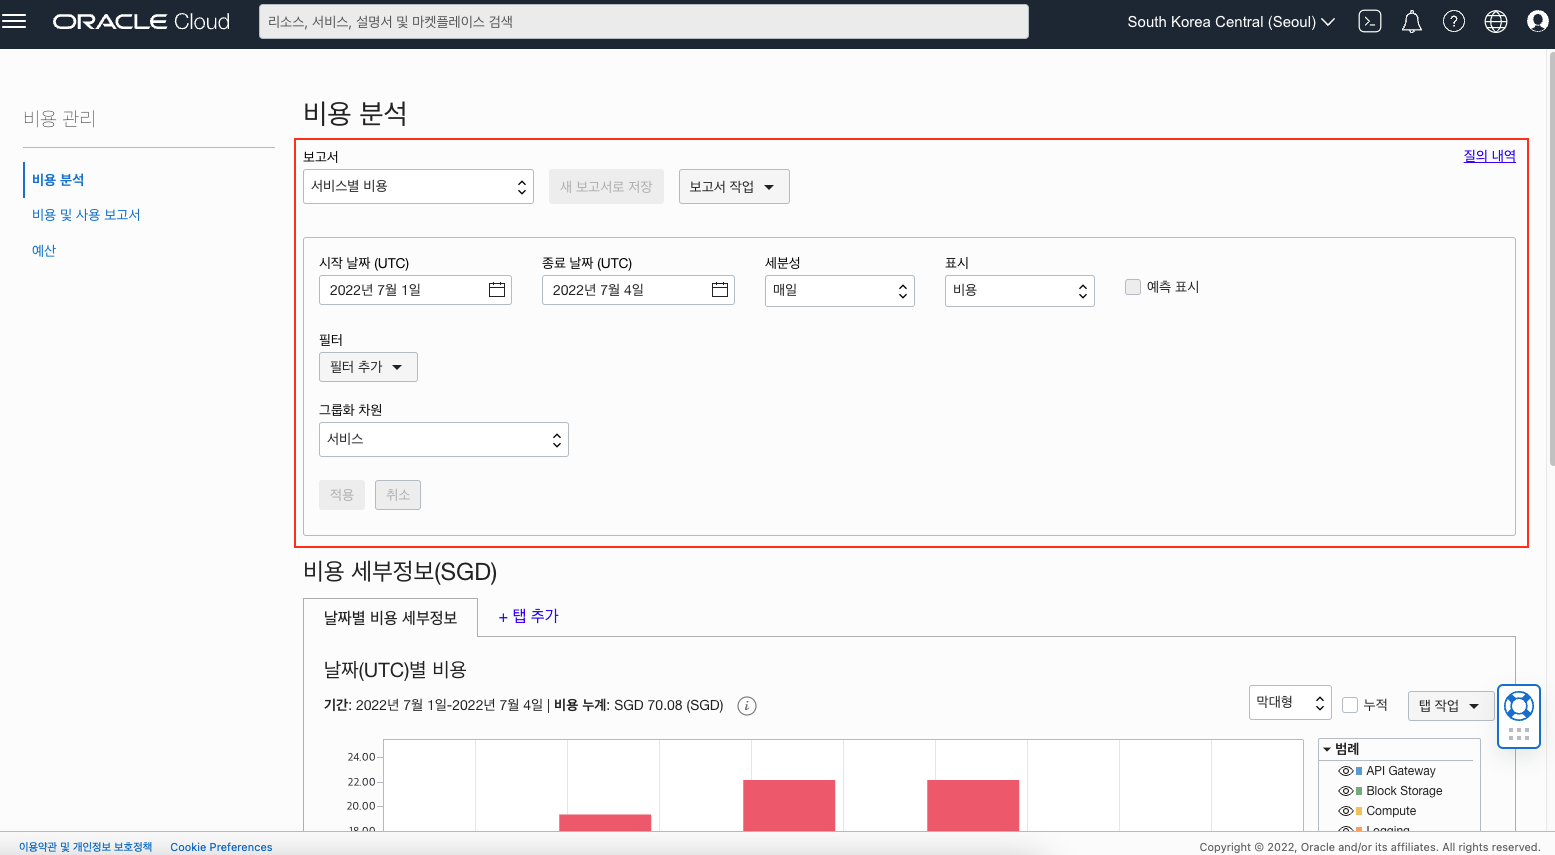 ORACLE Cloud
리소스, 서비스, 설명서 및 마켓플레이스 검색
South Korea Central (Seoul)
비용 관리
비용 분석
비용 및 사용 보고서
예산
비용 분석
보고서
질의 내역
서비스별 비용
새 보고서로 저장
보고서 작업
시작 날짜 (UTC)
종료 날짜 (UTC)
세분성
표시
2022년 7월 1일
2022년 7월 4일
매일
비용
예측 표시
필터
필터 추가
그룹화 차원
서비스
적용
취소
비용 세부정보(SGD)
날짜별 비용 세부정보
+ 탭 추가
날짜(UTC)별 비용
기간: 2022년 7월 1일-2022년 7월 4일 | 비용 누계: SGD 70.08 (SGD)
막대형
누적
탭 작업
24.00
22.00
20.00
18.00
범례
API Gateway
Block Storage
Compute
Logging
이용약관 및 개인정보 보호정책
Cookie Preferences
Copyright © 2022, Oracle and/or its affiliates. All rights reserved.